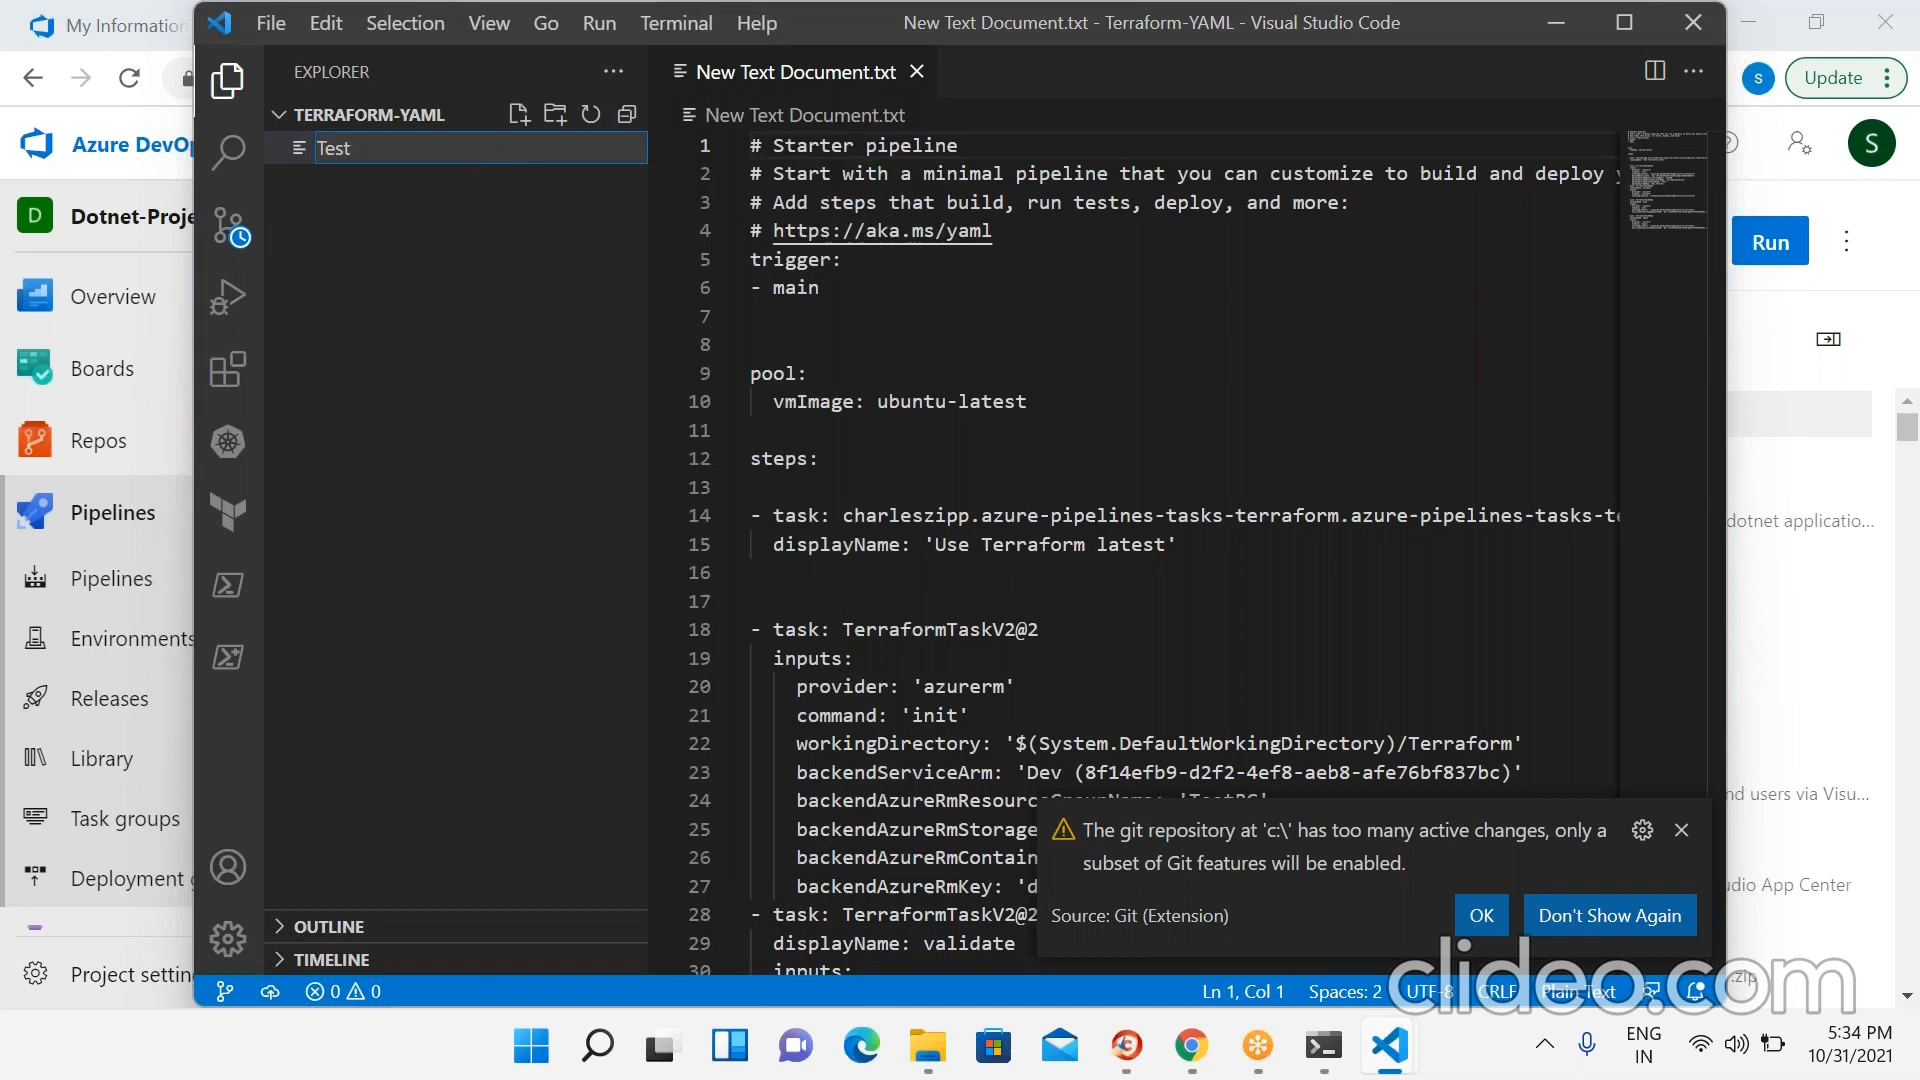 My Information
File Edit Selection View Go Run Terminal Help
New Text Document.txt - Terraform-YAML - Visual Studio Code
EXPLORER
New Text Document.txt
s
Update
TERRAFORM-YAML
New Text Document.txt
Test
Azure DevO
S
D
Dotnet-Proje
Run
Overview
Boards
Repos
Pipelines
Pipelines
Environments
Releases
Library
Task groups
Deployment
Project settin
1 # Starter pipeline
2 # Start with a minimal pipeline that you can customize to build and deploy
3 # Add steps that build, run tests, deploy, and more:
4 # https://aka.ms/yaml
5 trigger:
6 - main
7
8
9 pool:
10 vmImage: ubuntu-latest
11
12 steps:
13
14 - task: charleszipp.azure-pipelines-tasks-terraform.azure-pipelines-tasks-te
15 displayName: 'Use Terraform latest'
16
17
18 - task: TerraformTaskV2@2
19 inputs:
20 provider: 'azurerm'
21 command: 'init'
22 workingDirectory: '$(System.DefaultWorkingDirectory)/Terraform'
23 backendServiceArm: 'Dev (8f14efb9-d2f2-4ef8-aeb8-afe76bf837bc)'
24 backendAzureRmResourceGroupName: 'TestRG'
25 backendAzureRmStorage
26 backendAzureRmContain
27 backendAzureRmKey: 'd
28 - task: TerraformTaskV2@2
29 displayName: validate
30 inputs:
dotnet applicatio...
nd users via Visu...
udio App Center
.zip
The git repository at 'c:\' has too many active changes, only a
subset of Git features will be enabled.
Source: Git (Extension)
OK
Don't Show Again
OUTLINE
TIMELINE
0 0
Ln 1, Col 1 Spaces: 2 UTF-8 CRLF Plain Text
clideo.com
ENG
IN
5:34 PM
10/31/2021